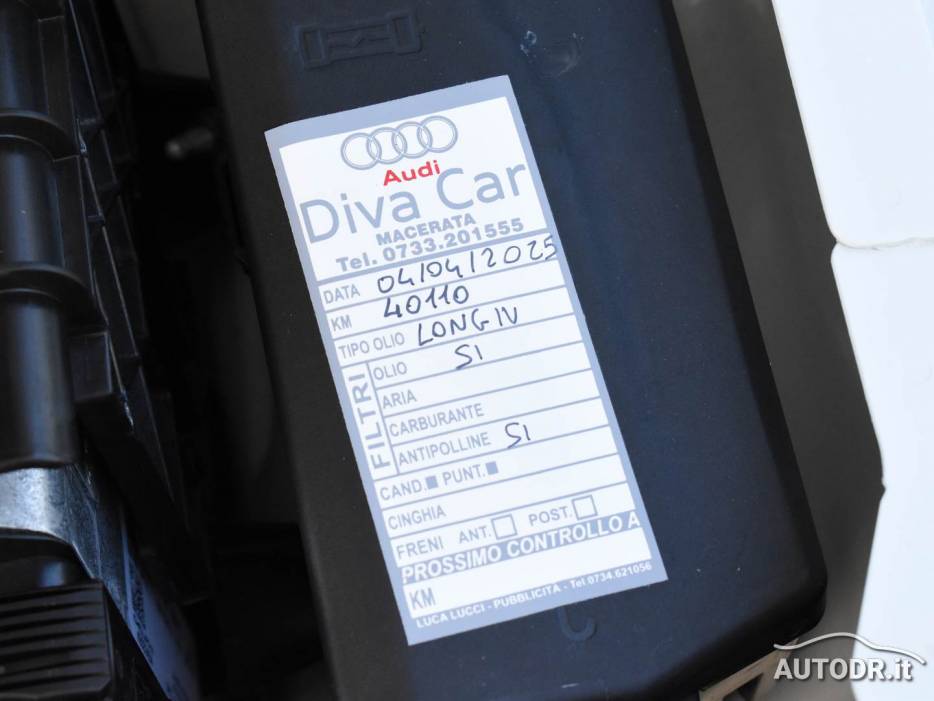 Audi
Diva Car
MACERATA
Tel. 0733.201555
DATA 04/04/2025
KM 40110
TIPO OLIO LONG IV
FILTRI
OLIO SI
ARIA
CARBURANTE
ANTIPOLLINE SI
CAND. PUNT.
CINGHIA
FRENI ANT. POST.
PROSSIMO CONTROLLO A
KM
LUCA LUCCI - PUBBLICITÀ - Tel 0734.621056
AUTODR.it